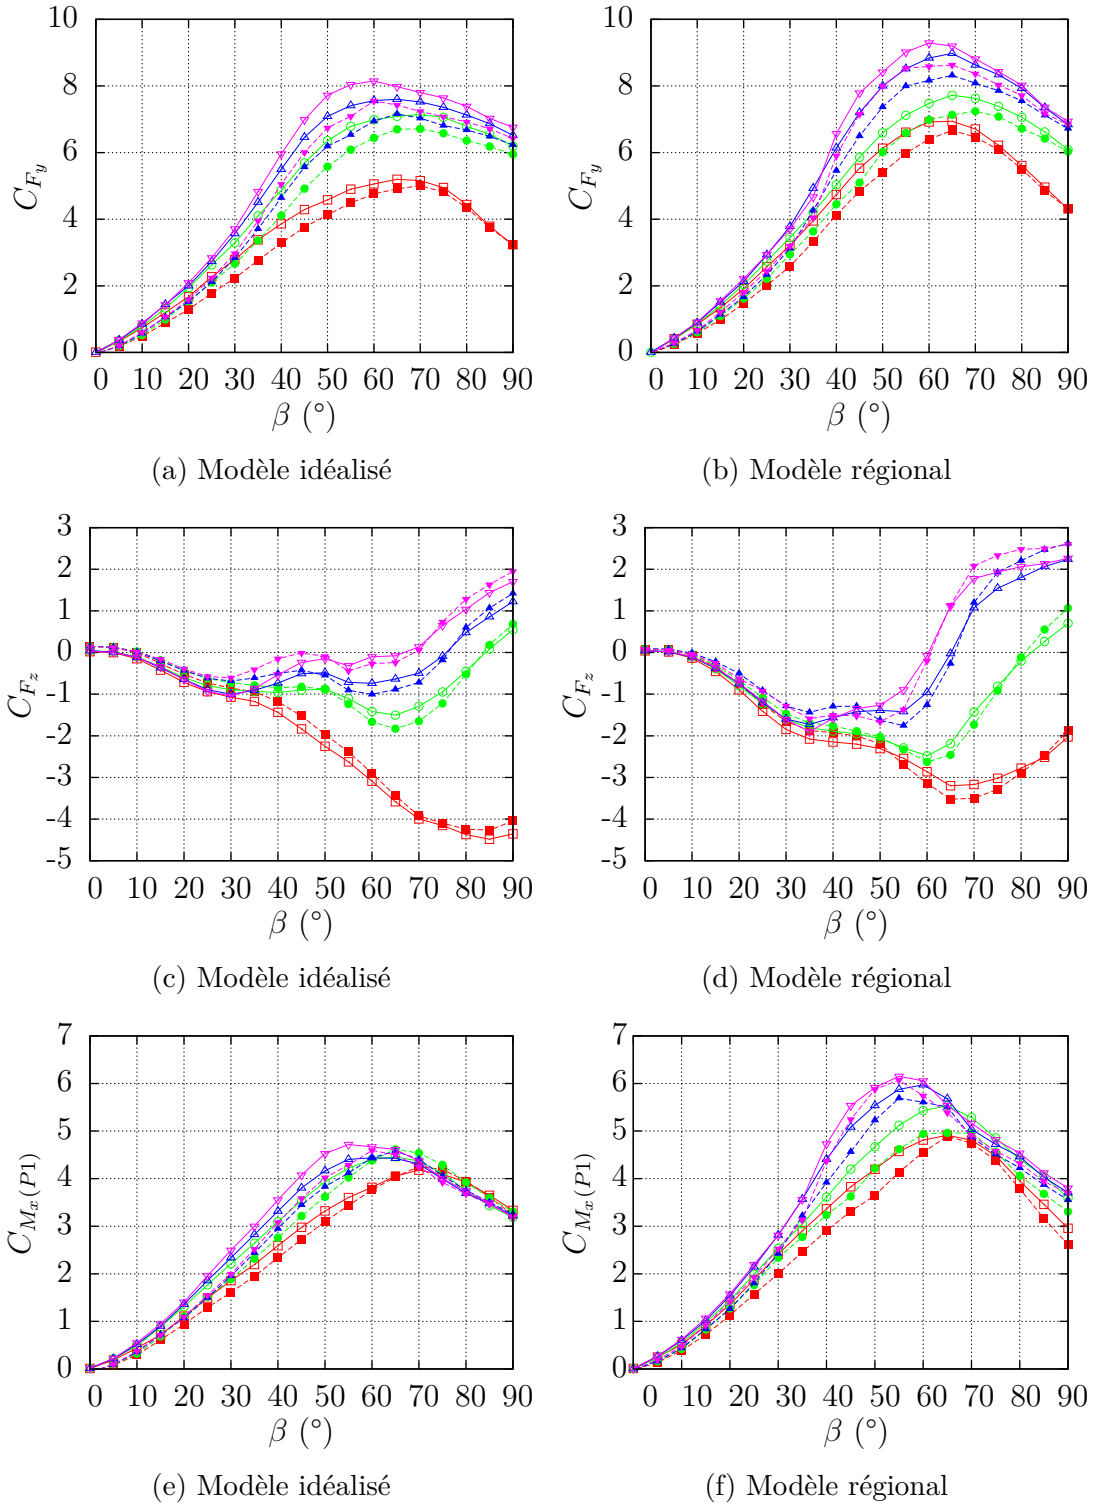 10
8
6
4
2
0
C_{F_y}
0 10 20 30 40 50 60 70 80 90
β (°)
(a) Modèle idéalisé
10
8
6
4
2
0
C_{F_y}
0 10 20 30 40 50 60 70 80 90
β (°)
(b) Modèle régional
3
2
1
0
-1
-2
-3
-4
-5
C_{F_z}
0 10 20 30 40 50 60 70 80 90
β (°)
(c) Modèle idéalisé
3
2
1
0
-1
-2
-3
-4
-5
C_{F_z}
0 10 20 30 40 50 60 70 80 90
β (°)
(d) Modèle régional
7
6
5
4
3
2
1
0
C_{M_x(P1)}
0 10 20 30 40 50 60 70 80 90
β (°)
(e) Modèle idéalisé
7
6
5
4
3
2
1
0
C_{M_x(P1)}
0 10 20 30 40 50 60 70 80 90
β (°)
(f) Modèle régional